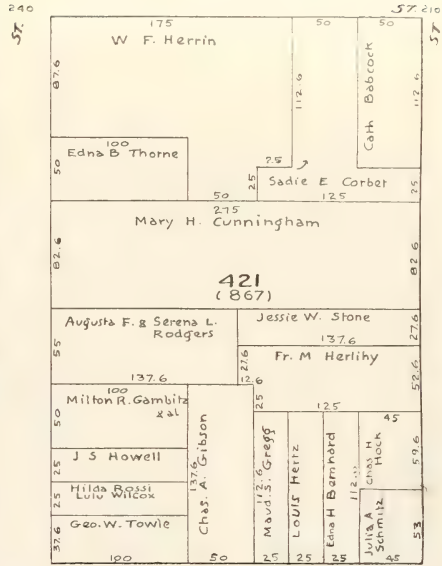 240
ST. 210
ST.
ST
175
50
50
W. F. Herrin
87.6
112.6
Cath Babcock
112.6
100
Edna B Thorne
50
25
25
Sadie E Corbet
25
50
125
275
Mary H. Cunningham
82.6
82.6
421
(867)
Augusta F. & Serena L.
Rodgers
55
137.6
Jessie W. Stone
137.6
27.6
27.6
12.6
Fr. M Herlihy
52.6
25
125
100
Milton R. Gambitz
& al
50
Chas. A. Gibson
137.6
Maud. S. Gregg
112.6
Louis Hertz
Edna H Bernhard
112...
45
Chas H
Hock
59.6
J S Howell
25
Hilda Rossi
Lulu Wilcox
25
Geo. W. Towle
37.6
Julia A
Schmitz
53
100
50
25
25
25
45